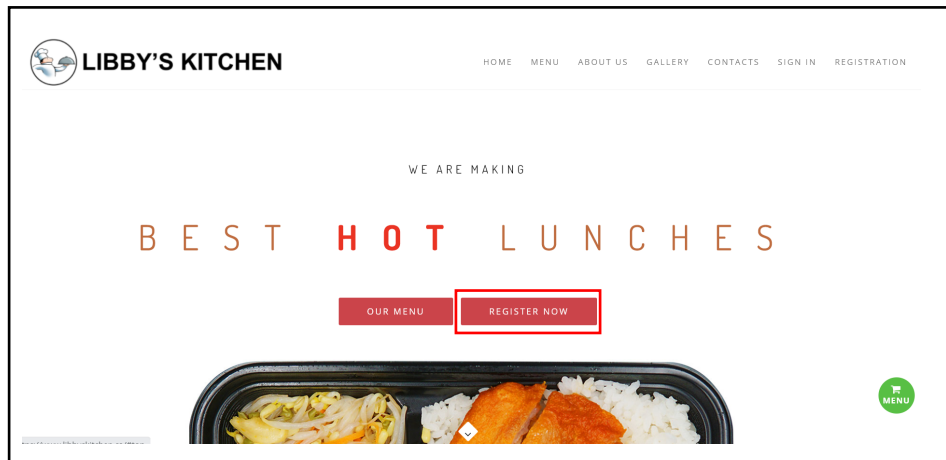 LIBBY'S KITCHEN
HOME MENU ABOUT US GALLERY CONTACTS SIGN IN REGISTRATION
WE ARE MAKING
BEST HOT LUNCHES
OUR MENU REGISTER NOW
MENU